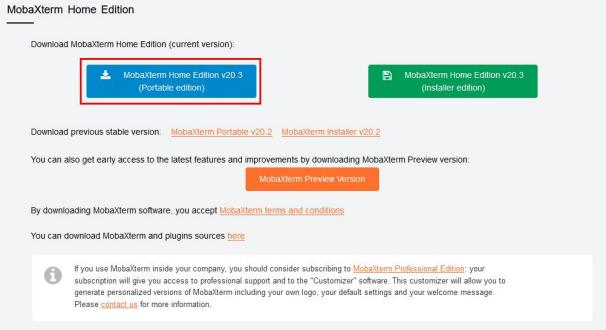 MobaXterm Home Edition
Download MobaXterm Home Edition (current version):
MobaXterm Home Edition v20.3
(Portable edition)
MobaXterm Home Edition v20.3
(Installer edition)
Download previous stable version: MobaXterm Portable v20.2 MobaXterm Installer v20.2
You can also get early access to the latest features and improvements by downloading MobaXterm Preview version:
MobaXterm Preview Version
By downloading MobaXterm software, you accept MobaXterm terms and conditions
You can download MobaXterm and plugins sources here
If you use MobaXterm inside your company, you should consider subscribing to MobaXterm Professional Edition: your
subscription will give you access to professional support and to the "Customizer" software. This customizer will allow you to
generate personalized versions of MobaXterm including your own logo, your default settings and your welcome message.
Please contact us for more information.